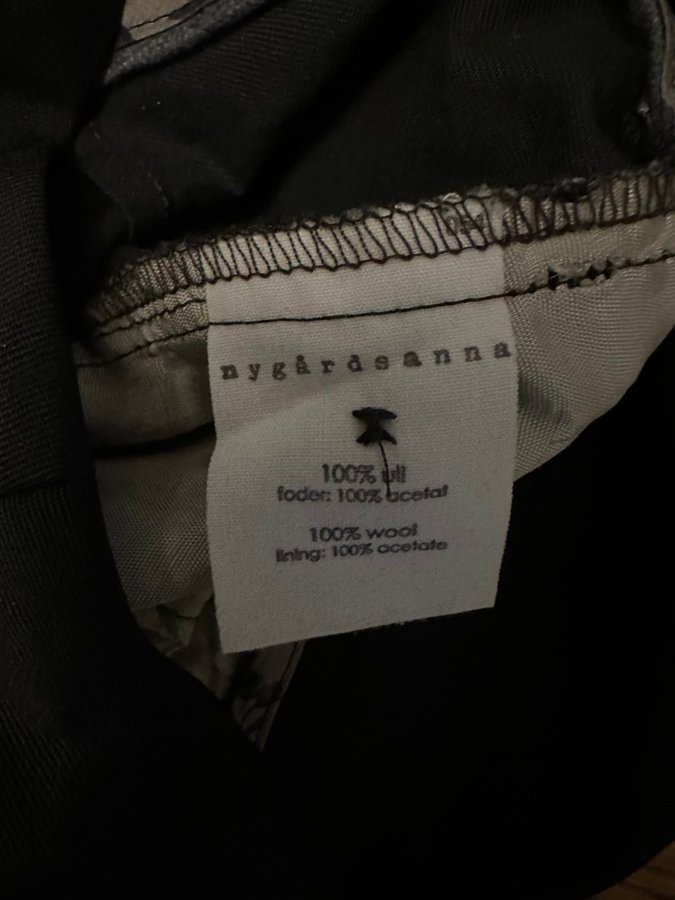 nygårdsanna
100% ull
foder: 100% acetat
100% wool
lining: 100% acetate